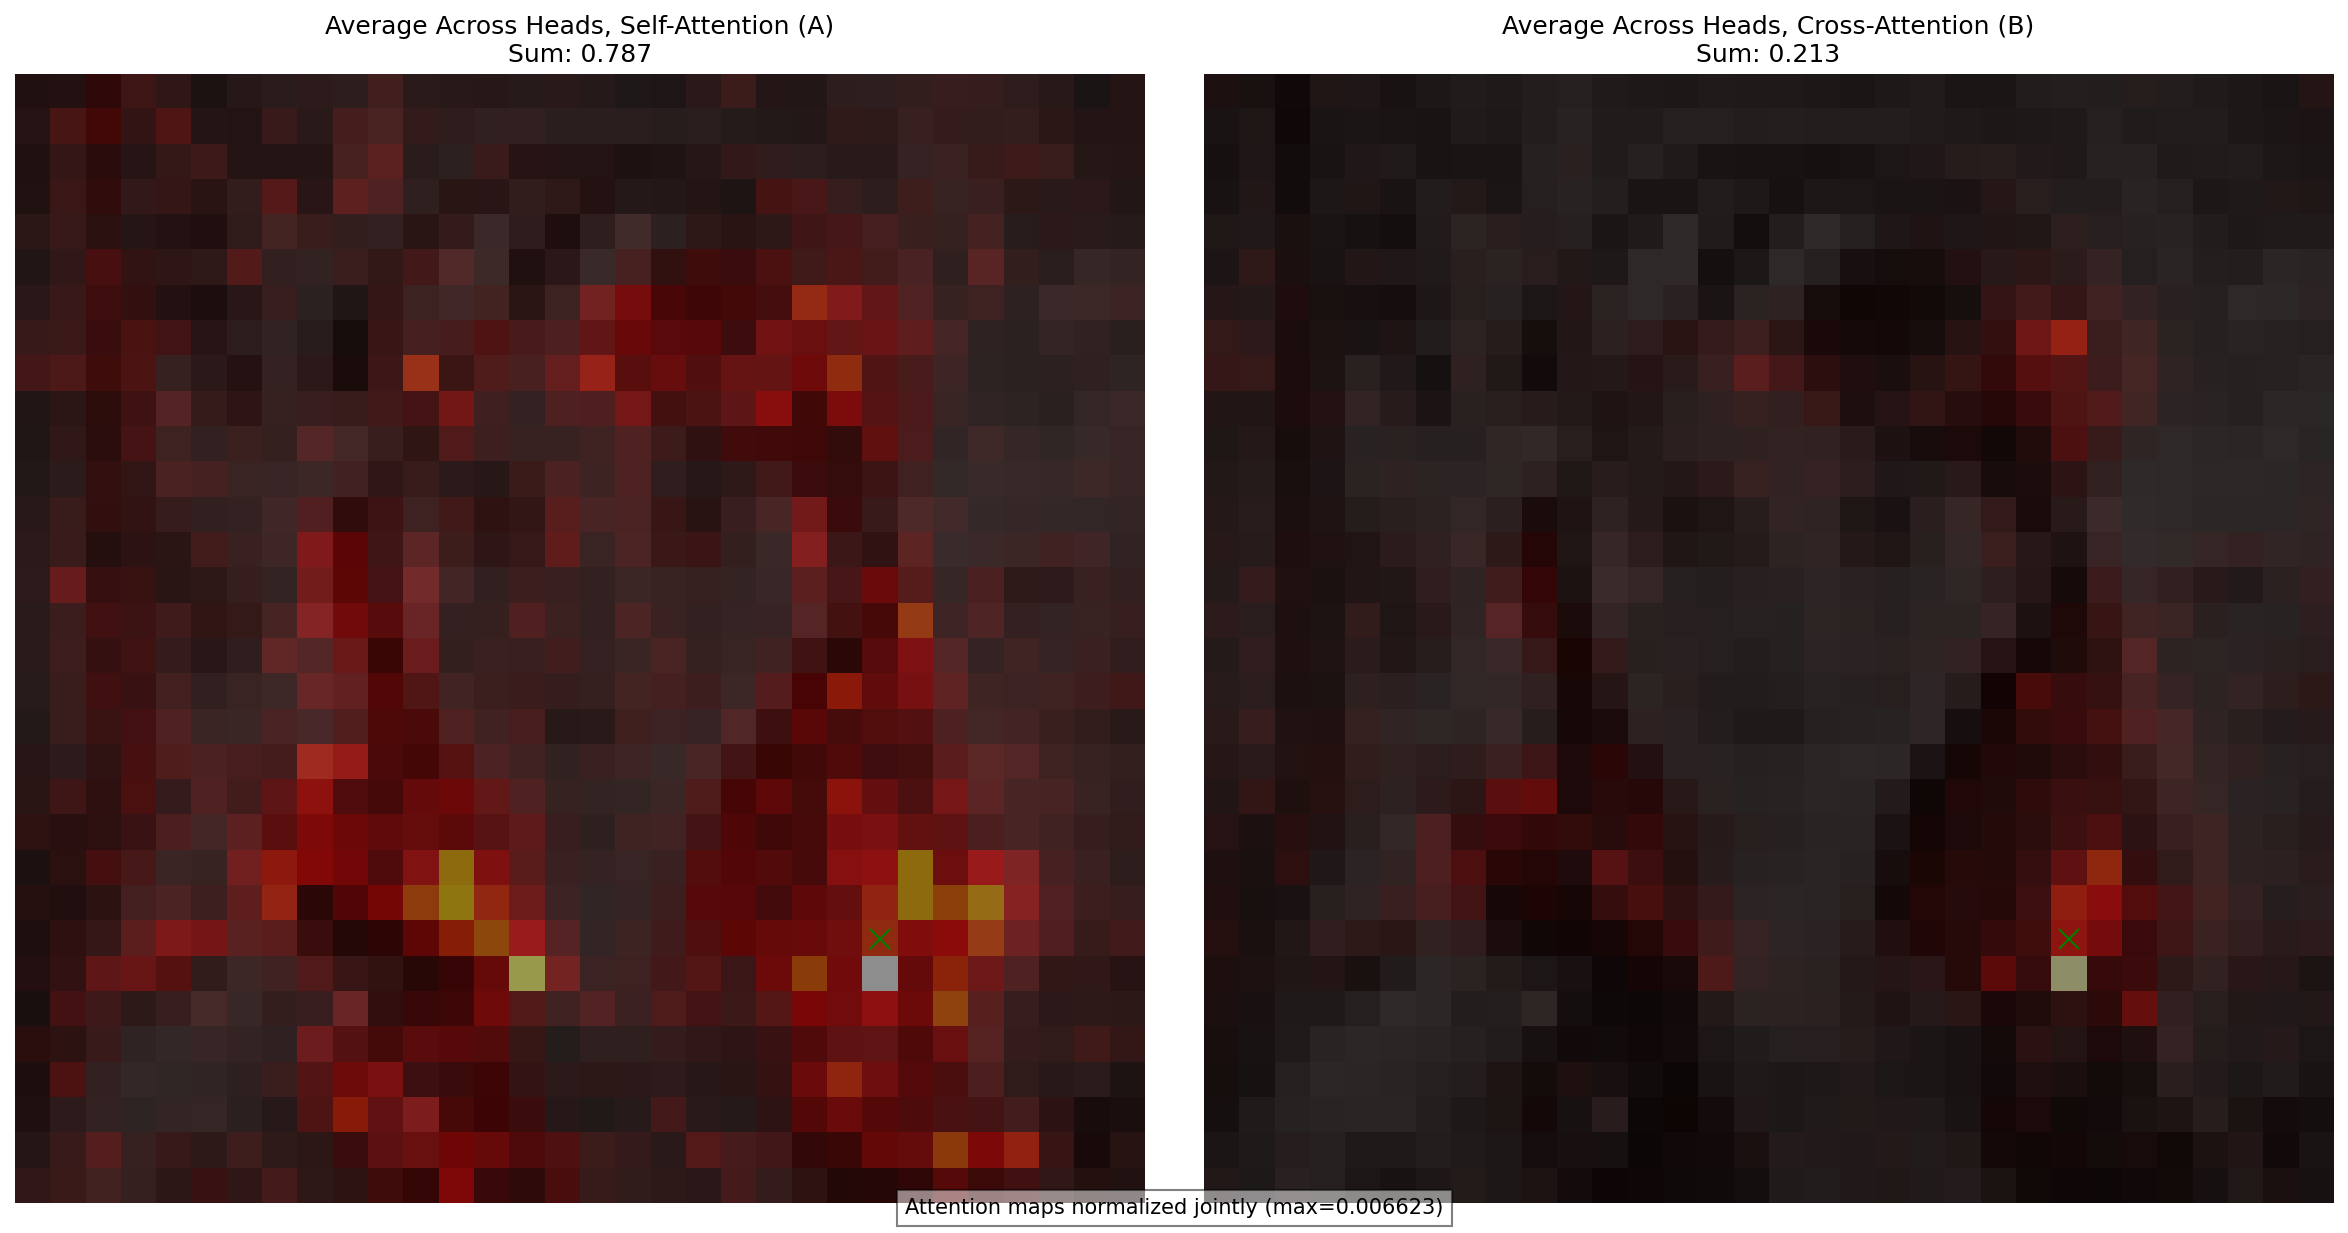 Average Across Heads, Self-Attention (A)
Sum: 0.787
Average Across Heads, Cross-Attention (B)
Sum: 0.213
Attention maps normalized jointly (max=0.006623)